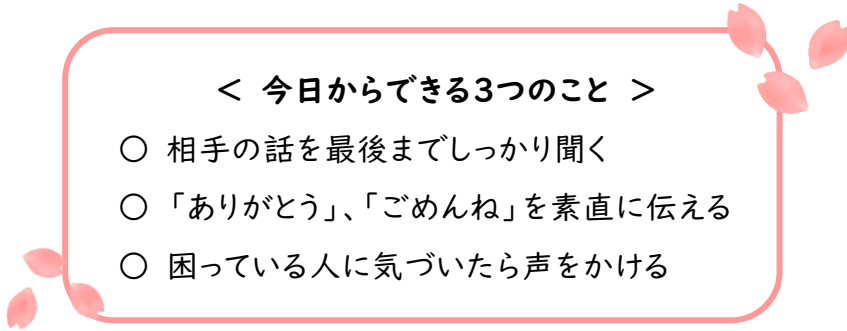 ＜ 今日からできる3つのこと ＞
○ 相手の話を最後までしっかり聞く
○ 「ありがとう」、「ごめんね」を素直に伝える
○ 困っている人に気づいたら声をかける